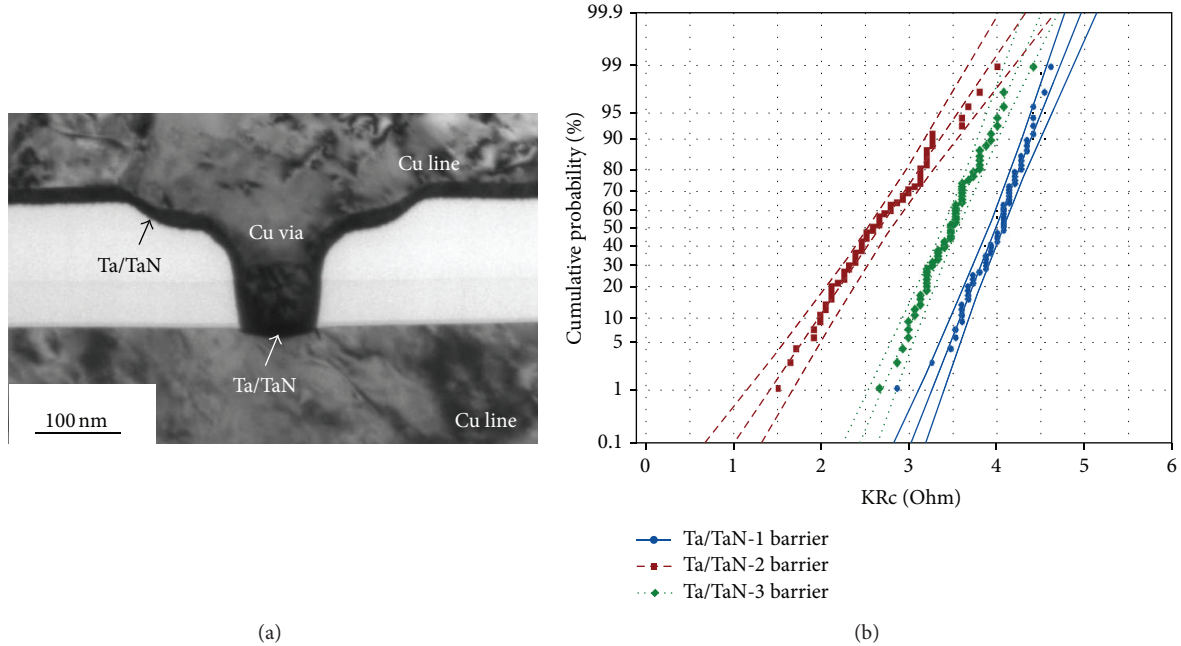 Cu line
Cu via
Ta/TaN
Ta/TaN
Cu line
100 nm
(a)
Cumulative probability (%)
99.9
99
95
90
80
70
60
50
40
30
20
10
5
1
0.1
0 1 2 3 4 5 6
KRc (Ohm)
Ta/TaN-1 barrier
Ta/TaN-2 barrier
Ta/TaN-3 barrier
(b)